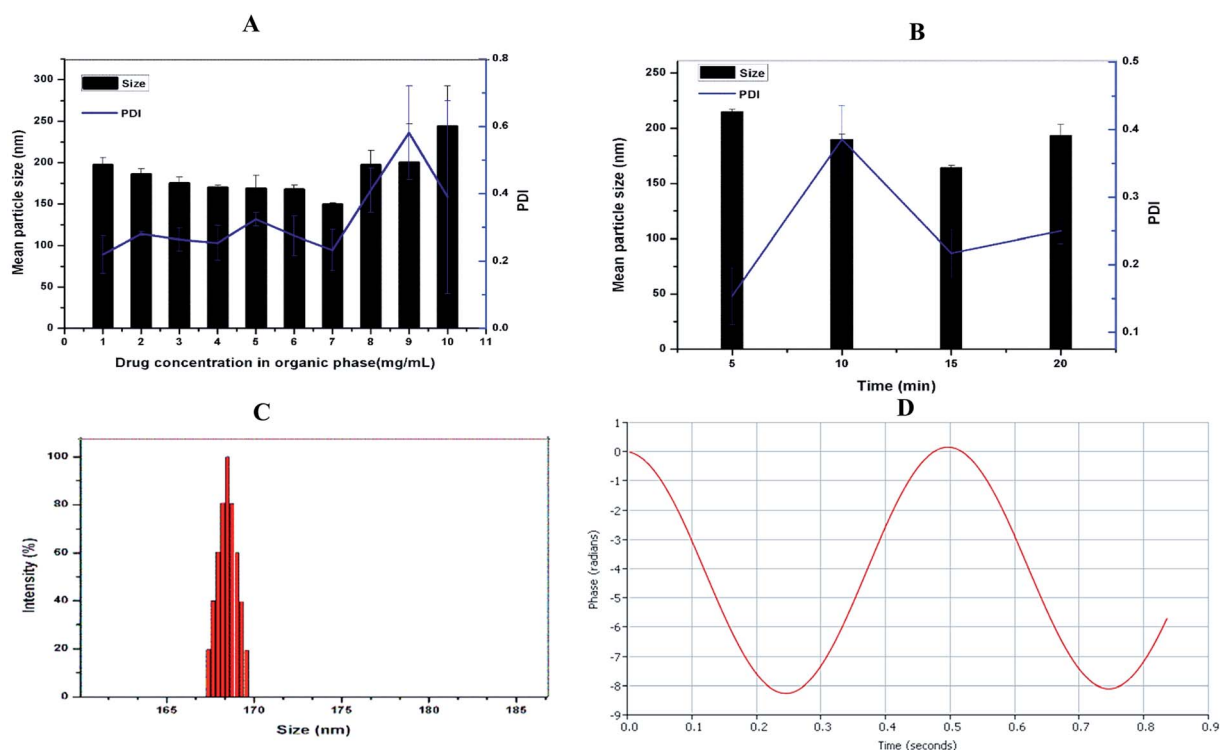 A
Size
PDI
Mean particle size (nm)
300
250
200
150
100
50
0
0 1 2 3 4 5 6 7 8 9 10 11
Drug concentration in organic phase(mg/mL)
0.8
0.6
0.4
0.2
0.0
PDI
B
Size
PDI
Mean particle size (nm)
250
200
150
100
50
0
5 10 15 20
Time (min)
0.5
0.4
0.3
0.2
0.1
PDI
C
Intensity (%)
100
80
60
40
20
0
165 170 175 180 185
Size (nm)
D
Phase (radians)
1
0
-1
-2
-3
-4
-5
-6
-7
-8
-9
0.0 0.1 0.2 0.3 0.4 0.5 0.6 0.7 0.8 0.9
Time (seconds)